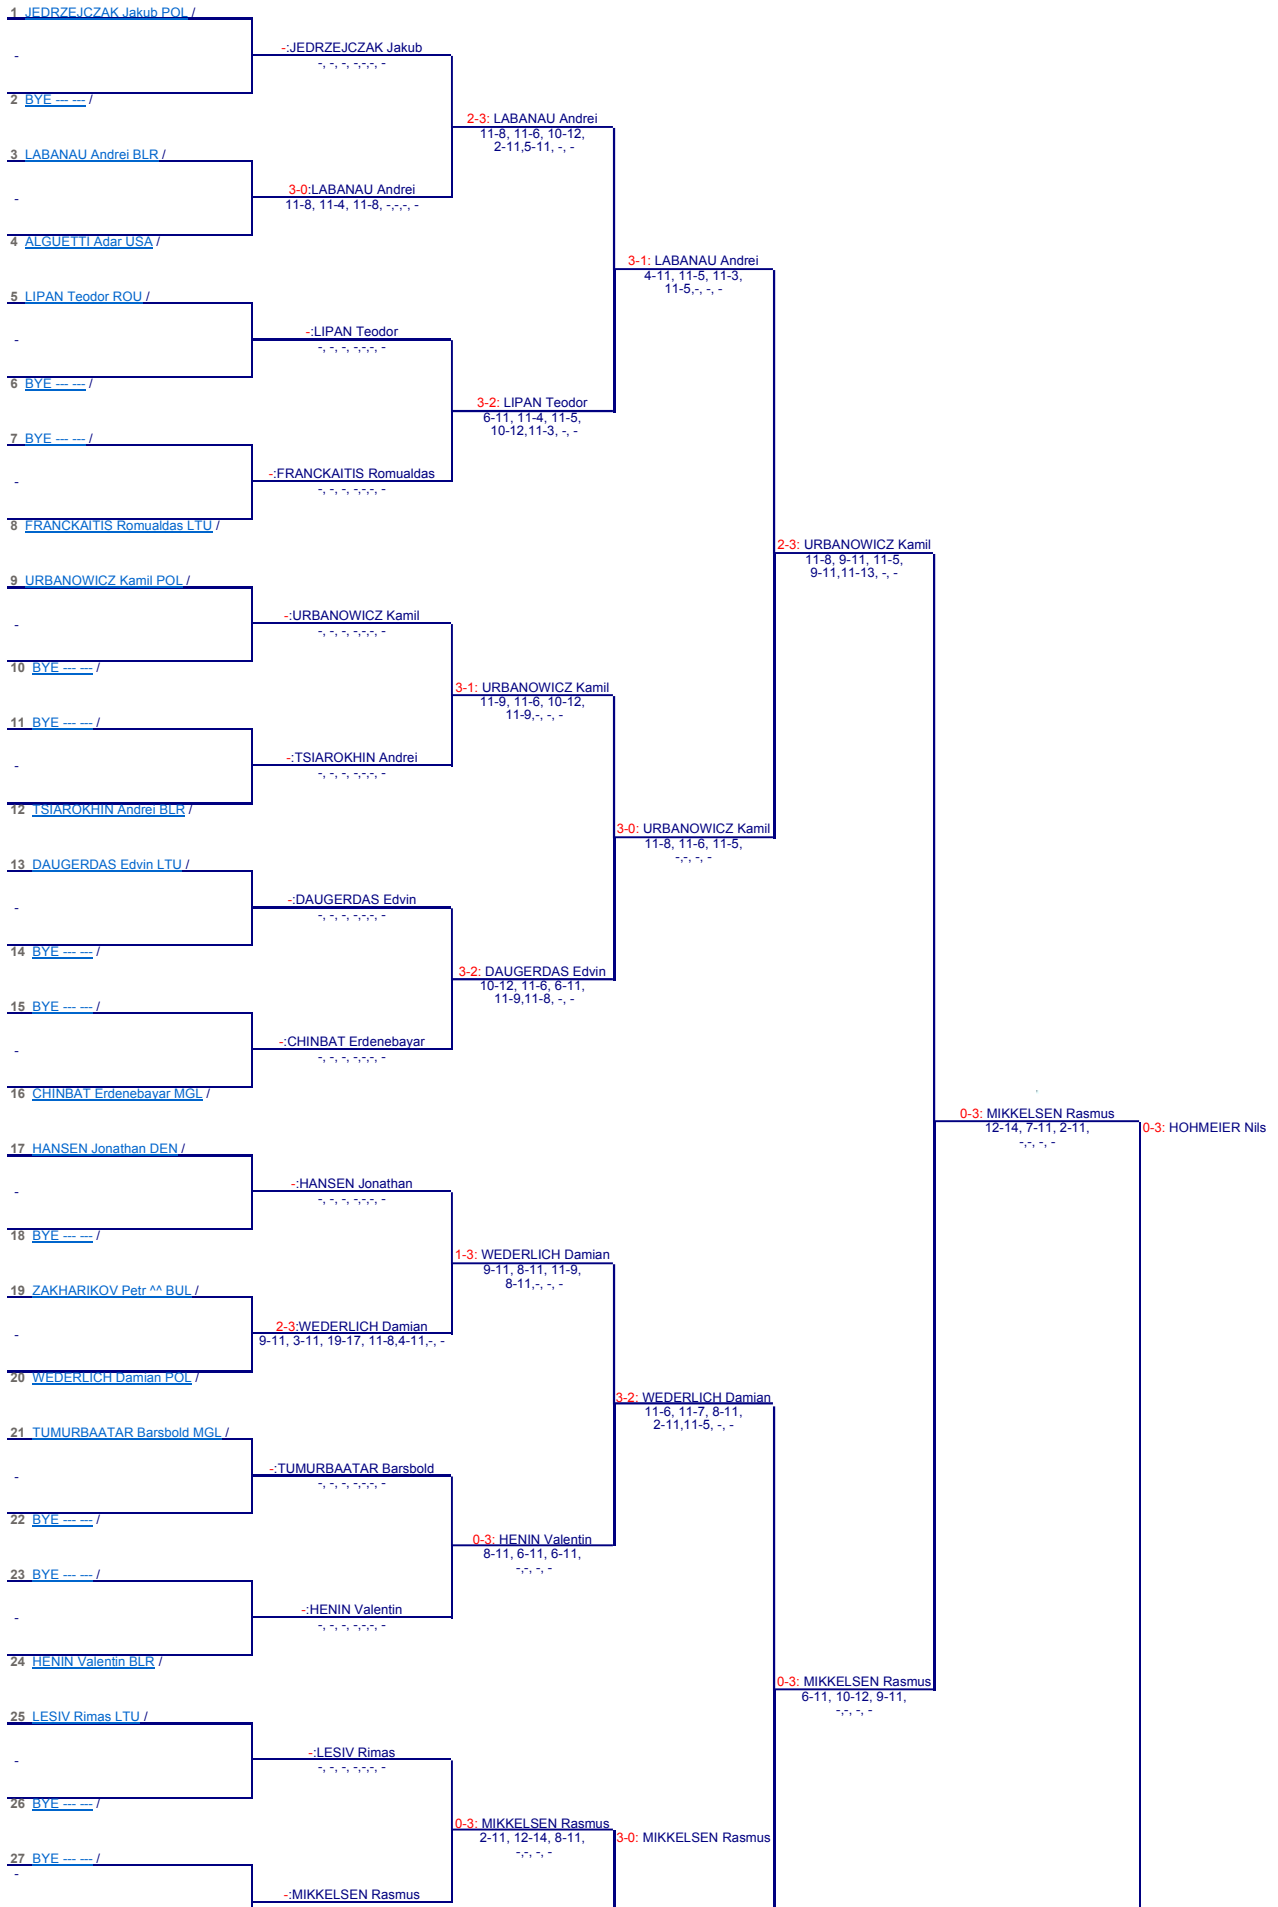 1 JEDRZEJCZAK Jakub POL /
-:JEDRZEJCZAK Jakub
-
-, -, -, -,-,-, -
2 BYE --- --- /
2-3: LABANAU Andrei
11-8, 11-6, 10-12,
2-11,5-11, -, -
3 LABANAU Andrei BLR /
3-0:LABANAU Andrei
-
11-8, 11-4, 11-8, -,-,-, -
4 ALGUETTI Adar USA /
3-1: LABANAU Andrei
4-11, 11-5, 11-3,
11-5,-, -, -
5 LIPAN Teodor ROU /
-:LIPAN Teodor
-
-, -, -, -,-,-, -
6 BYE --- --- /
3-2: LIPAN Teodor
6-11, 11-4, 11-5,
10-12,11-3, -, -
7 BYE --- --- /
-:FRANCKAITIS Romualdas
-
-, -, -, -,-,-, -
8 FRANCKAITIS Romualdas LTU /
2-3: URBANOWICZ Kamil
11-8, 9-11, 11-5,
9-11,11-13, -, -
9 URBANOWICZ Kamil POL /
-:URBANOWICZ Kamil
-
-, -, -, -,-,-, -
10 BYE --- --- /
3-1: URBANOWICZ Kamil
11-9, 11-6, 10-12,
11-9,-, -, -
11 BYE --- --- /
-:TSIAROKHIN Andrei
-
-, -, -, -,-,-, -
12 TSIAROKHIN Andrei BLR /
3-0: URBANOWICZ Kamil
11-8, 11-6, 11-5,
-,-, -, -
13 DAUGERDAS Edvin LTU /
-:DAUGERDAS Edvin
-
-, -, -, -,-,-, -
14 BYE --- --- /
3-2: DAUGERDAS Edvin
10-12, 11-6, 6-11,
11-9,11-8, -, -
15 BYE --- --- /
-:CHINBAT Erdenebayar
-
-, -, -, -,-,-, -
16 CHINBAT Erdenebayar MGL /
,
0-3: MIKKELSEN Rasmus
12-14, 7-11, 2-11,
-,-, -, -
0-3: HOHMEIER Nils
17 HANSEN Jonathan DEN /
-:HANSEN Jonathan
-
-, -, -, -,-,-, -
18 BYE --- --- /
1-3: WEDERLICH Damian
9-11, 8-11, 11-9,
8-11,-, -, -
19 ZAKHARIKOV Petr ^^ BUL /
2-3:WEDERLICH Damian
-
9-11, 3-11, 19-17, 11-8,4-11,-, -
20 WEDERLICH Damian POL /
3-2: WEDERLICH Damian
11-6, 11-7, 8-11,
2-11,11-5, -, -
21 TUMURBAATAR Barsbold MGL /
-:TUMURBAATAR Barsbold
-
-, -, -, -,-,-, -
22 BYE --- --- /
0-3: HENIN Valentin
8-11, 6-11, 6-11,
-,-, -, -
23 BYE --- --- /
-:HENIN Valentin
-
-, -, -, -,-,-, -
24 HENIN Valentin BLR /
0-3: MIKKELSEN Rasmus
6-11, 10-12, 9-11,
-,-, -, -
25 LESIV Rimas LTU /
-:LESIV Rimas
-
-, -, -, -,-,-, -
26 BYE --- --- /
0-3: MIKKELSEN Rasmus
2-11, 12-14, 8-11,
-,-, -, -
3-0: MIKKELSEN Rasmus
27 BYE --- --- /
-
-:MIKKELSEN Rasmus